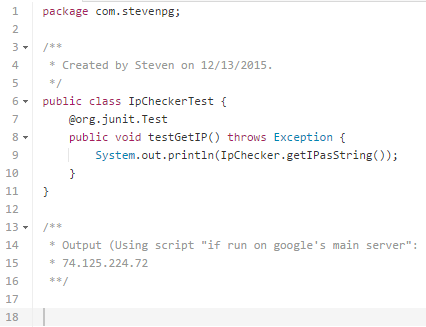 1 package com.stevenpg;
2
3 /**
4 * Created by Steven on 12/13/2015.
5 */
6 public class IpCheckerTest {
7 @org.junit.Test
8 public void testGetIP() throws Exception {
9 System.out.println(IpChecker.getIPasString());
10 }
11 }
12
13 /**
14 * Output (Using script "if run on google's main server":
15 * 74.125.224.72
16 **/
17
18